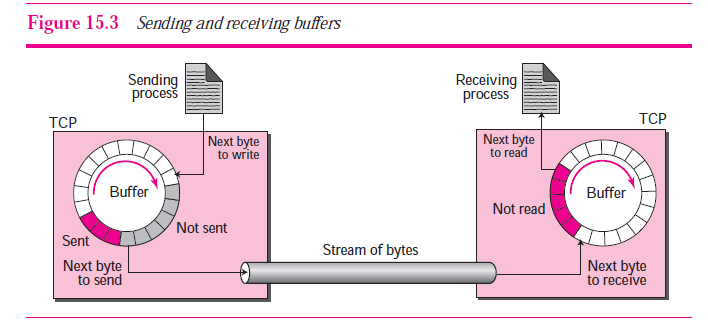 Figure 15.3 Sending and receiving buffers
Sending
process
Receiving
process
TCP
TCP
Next byte
to write
Next byte
to read
Buffer
Buffer
Not sent
Not read
Sent
Stream of bytes
Next byte
to send
Next byte
to receive